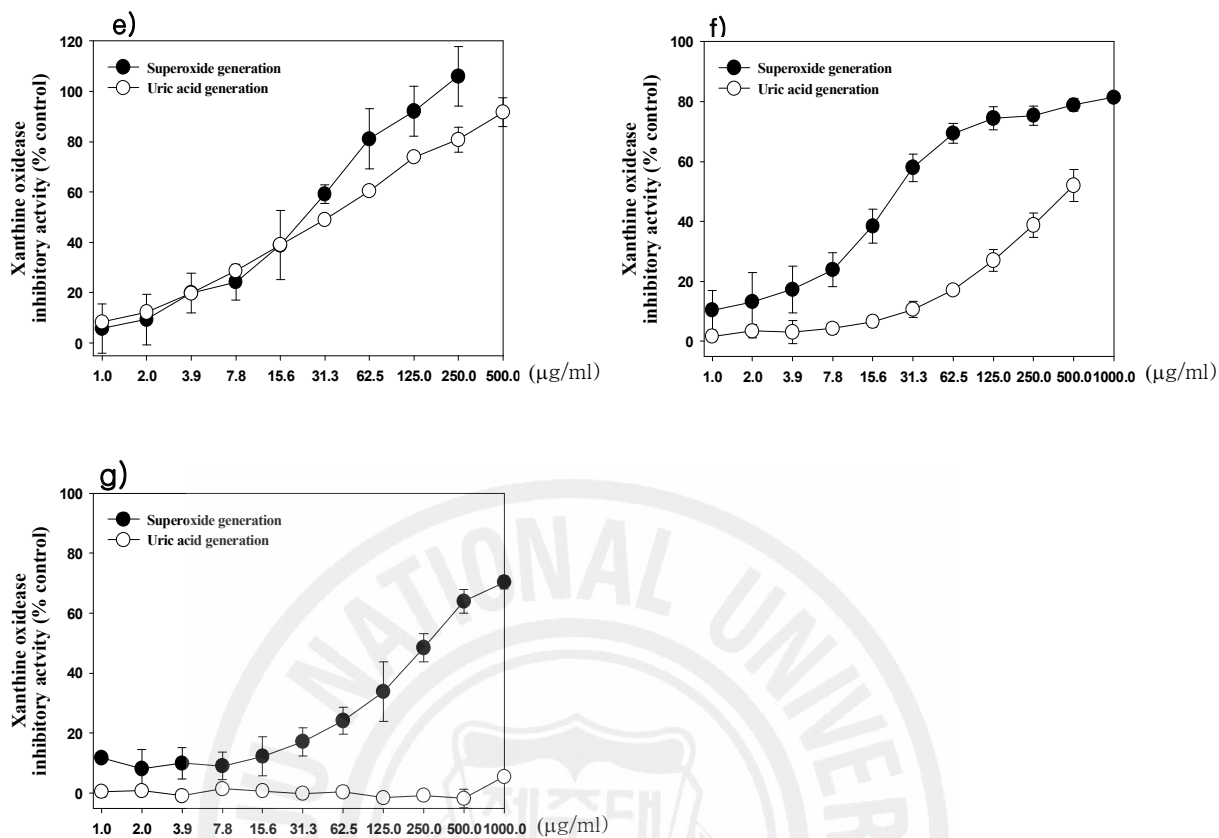 e)
120
100
80
60
40
20
0
Superoxide generation
Uric acid generation
Xanthine oxidease
inhibitory actvity (% control)
1.0 2.0 3.9 7.8 15.6 31.3 62.5 125.0 250.0 500.0 (µg/ml)
f)
100
80
60
40
20
0
Superoxide generation
Uric acid generation
Xanthine oxidease
inhibitory actvity (% control)
1.0 2.0 3.9 7.8 15.6 31.3 62.5 125.0 250.0 500.0 1000.0 (µg/ml)
g)
100
80
60
40
20
0
Superoxide generation
Uric acid generation
Xanthine oxidease
inhibitory actvity (% control)
1.0 2.0 3.9 7.8 15.6 31.3 62.5 125.0 250.0 500.0 1000.0 (µg/ml)
NATIONAL UNIVER
제주대